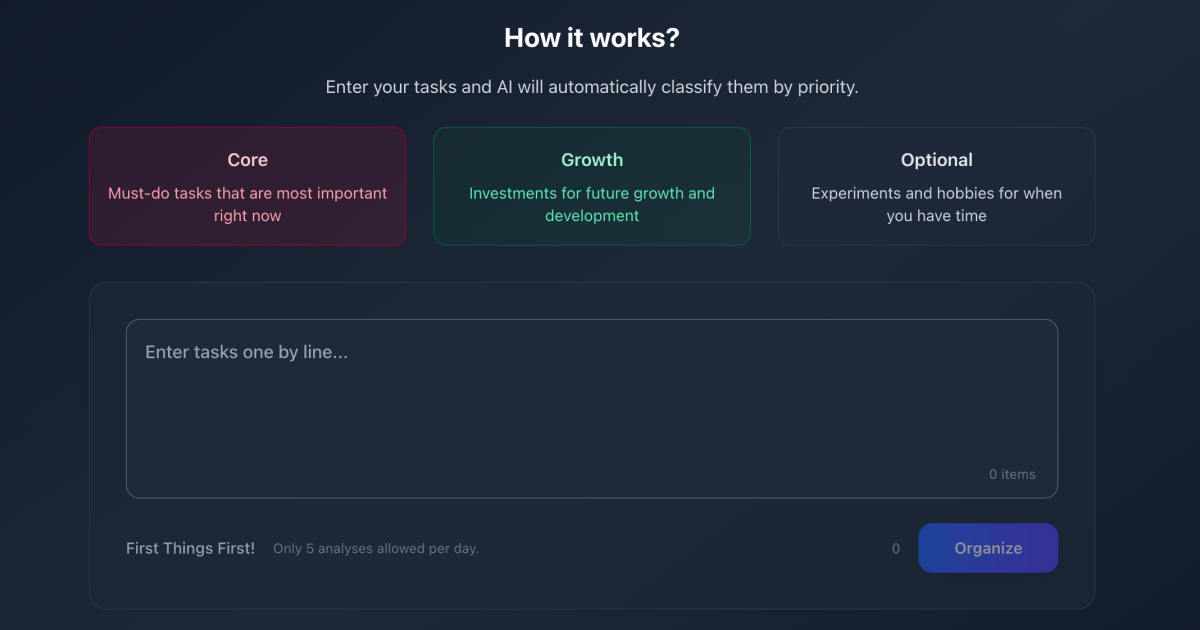 How it works?
Enter your tasks and AI will automatically classify them by priority.
Core
Must-do tasks that are most important
right now
Growth
Investments for future growth and
development
Optional
Experiments and hobbies for when
you have time
Enter tasks one by line...
0 items
First Things First!
Only 5 analyses allowed per day.
0
Organize